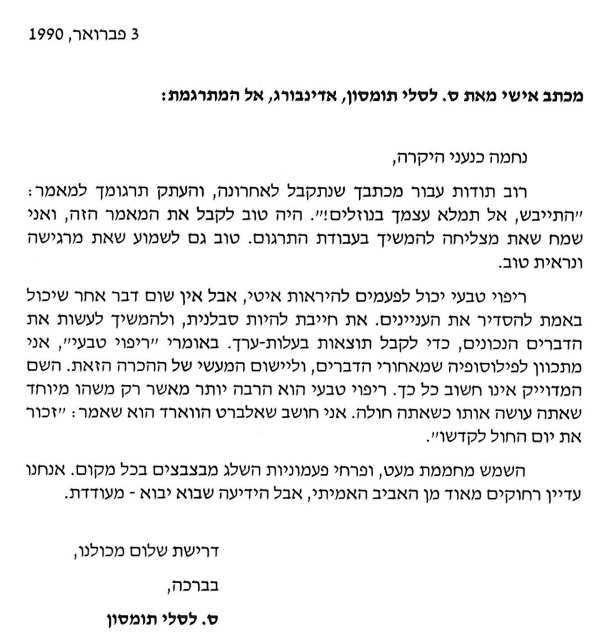 3 פברואר, 1990
מכתב אישי מאת ס. לסלי תומסון, אדינבורג, אל המתרגמת:
נחמה כנעני היקרה,
רוב תודות עבור מכתבך שנתקבל לאחרונה, והעתק תרגומך למאמר:
״התייבש, אל תמלא עצמך בנוזלים!״. היה טוב לקבל את המאמר הזה, ואני
שמח שאת מצליחה להמשיך בעבודת התרגום. טוב גם לשמוע שאת מרגישה
ונראית טוב.
ריפוי טבעי יכול לפעמים להיראות איטי, אבל אין שום דבר אחר שיכול
באמת להסדיר את העניינים. את חייבת להיות סבלנית, ולהמשיך לעשות את
הדברים הנכונים, כדי לקבל תוצאות בעלות-ערך. באומרי ״ריפוי טבעי״, אני
מתכוון לפילוסופיה שמאחורי הדברים, וליישום המעשי של ההכרה הזאת. השם
המדוייק אינו חשוב כל כך. ריפוי טבעי הוא הרבה יותר מאשר רק משהו מיוחד
שאתה עושה אותו כשאתה חולה. אני חושב שאלברט הווארד הוא שאמר: ״זכור
את יום החול לקדשו״.
השמש מחממת מעט, ופרחי פעמוניות השלג מבצבצים בכל מקום. אנחנו
עדיין רחוקים מאוד מן האביב האמיתי, אבל הידיעה שבוא יבוא - מעודדת.
דרישת שלום מכולנו,
בברכה,
ס. לסלי תומסון